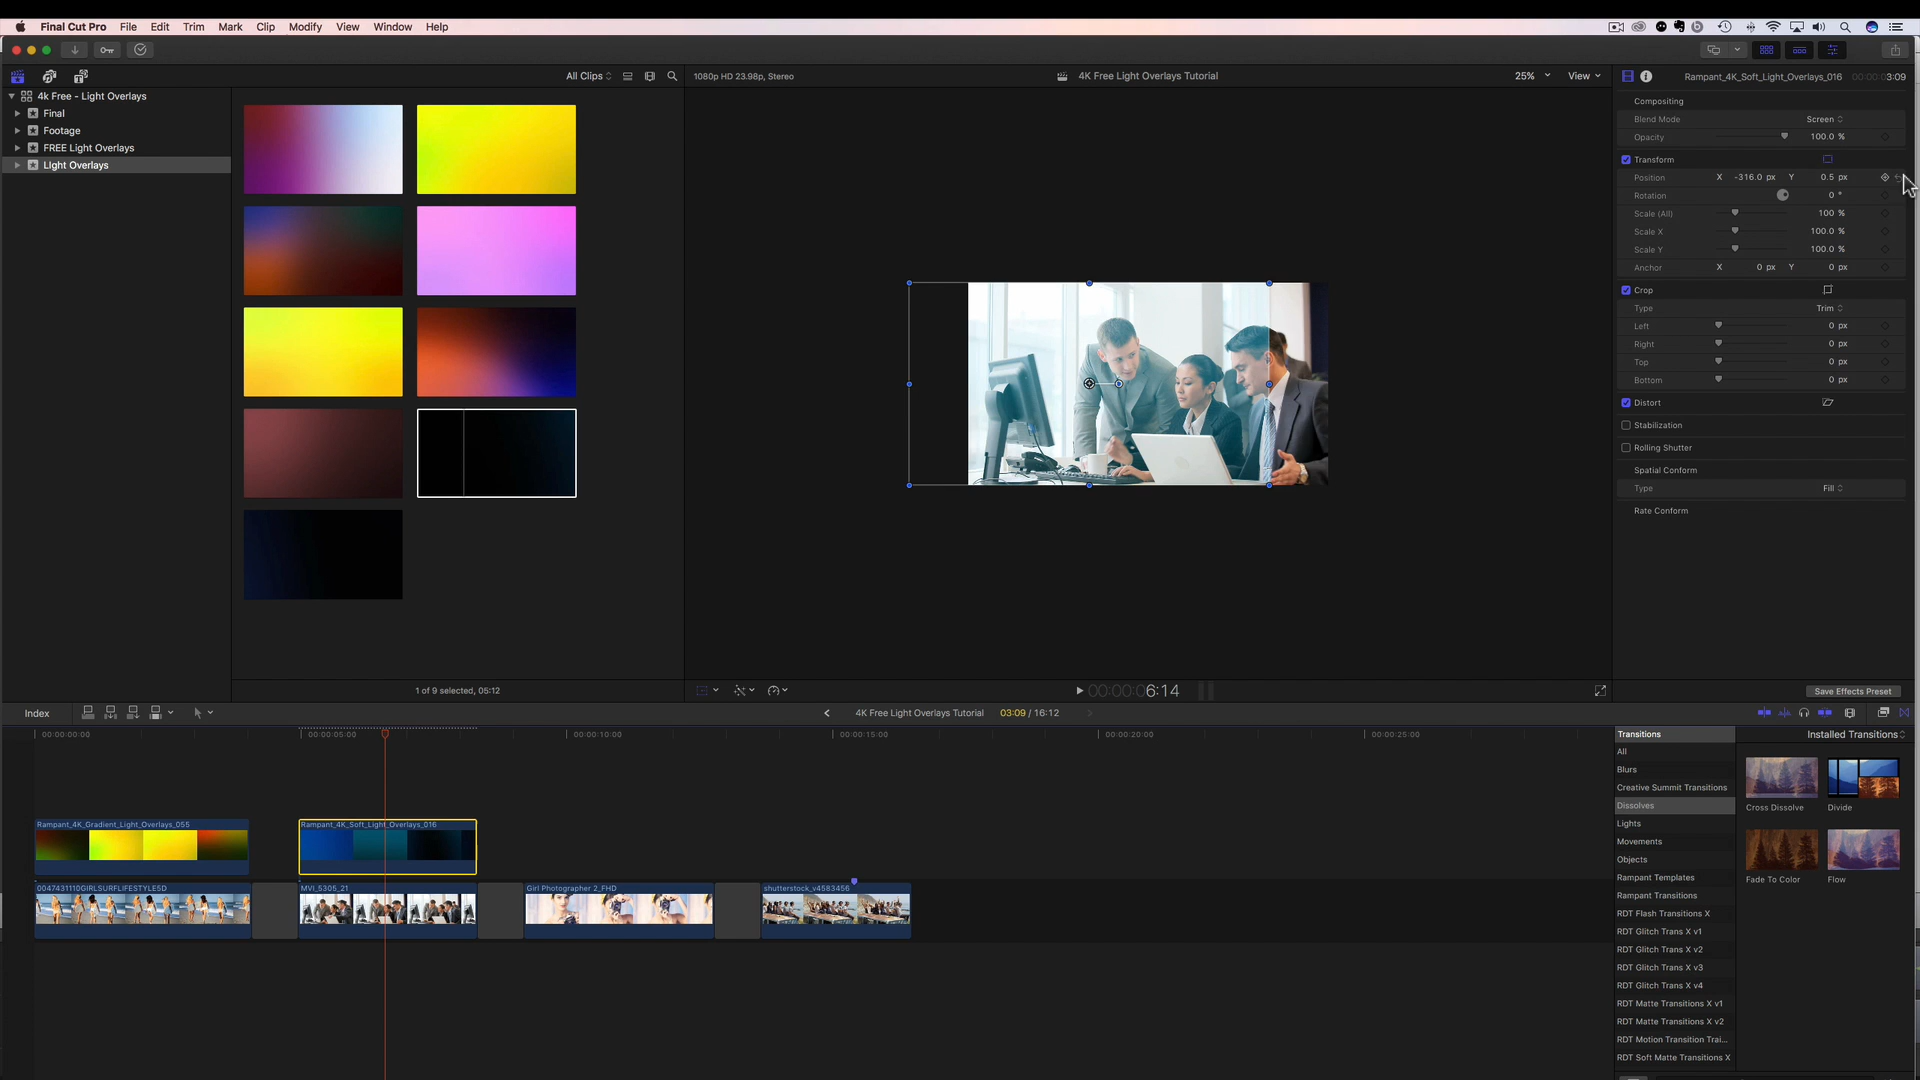 Final Cut Pro File Edit Trim Mark Clip Modify View Window Help
All Clips
1080p HD 23.98p, Stereo
4K Free Light Overlays Tutorial
25%
View
Rampant_4K_Soft_Light_Overlays_016
3:09
4k Free - Light Overlays
Final
Footage
FREE Light Overlays
LIght Overlays
Compositing
Blend Mode Screen
Opacity 100.0 %
Transform
Position X -316.0 px Y 0.5 px
Rotation 0 °
Scale (All) 100 %
Scale X 100.0 %
Scale Y 100.0 %
Anchor X 0 px Y 0 px
Crop
Type Trim
Left 0 px
Right 0 px
Top 0 px
Bottom 0 px
Distort
Stabilization
Rolling Shutter
Spatial Conform
Type Fill
Rate Conform
1 of 9 selected, 05:12
00:00:00:06:14
Save Effects Preset
Index
4K Free Light Overlays Tutorial
03:09 / 16:12
00:00:00:00 00:00:05:00 00:00:10:00 00:00:15:00 00:00:20:00 00:00:25:00
Rampant_4K_Gradient_Light_Overlays_055
Rampant_4K_Soft_Light_Overlays_016
0047431110GIRLSURFLIFESTYLE5D
MVI_5305_21
Girl Photographer 2_FHD
shutterstock_v4583456
Transitions
Installed Transitions
All
Blurs
Creative Summit Transitions
Dissolves
Lights
Movements
Objects
Rampant Templates
Rampant Transitions
RDT Flash Transitions X
RDT Glitch Trans X v1
RDT Glitch Trans X v2
RDT Glitch Trans X v3
RDT Glitch Trans X v4
RDT Matte Transitions X v1
RDT Matte Transitions X v2
RDT Motion Transition Trai...
RDT Soft Matte Transitions X
Cross Dissolve
Divide
Fade To Color
Flow